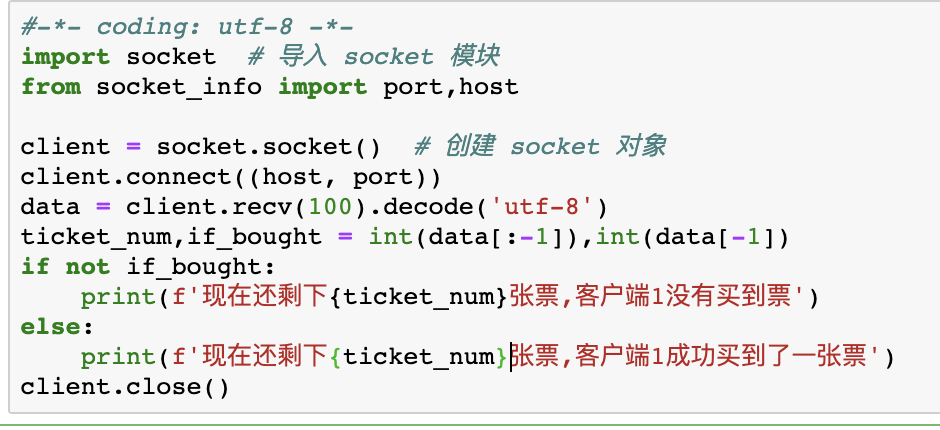 #-*- coding: utf-8 -*-
import socket  # 导入 socket 模块
from socket_info import port,host
client = socket.socket()  # 创建 socket 对象
client.connect((host, port))
data = client.recv(100).decode('utf-8')
ticket_num,if_bought = int(data[:-1]),int(data[-1])
if not if_bought:
    print(f'现在还剩下{ticket_num}张票,客户端1没有买到票')
else:
    print(f'现在还剩下{ticket_num}张票,客户端1成功买到了一张票')
client.close()